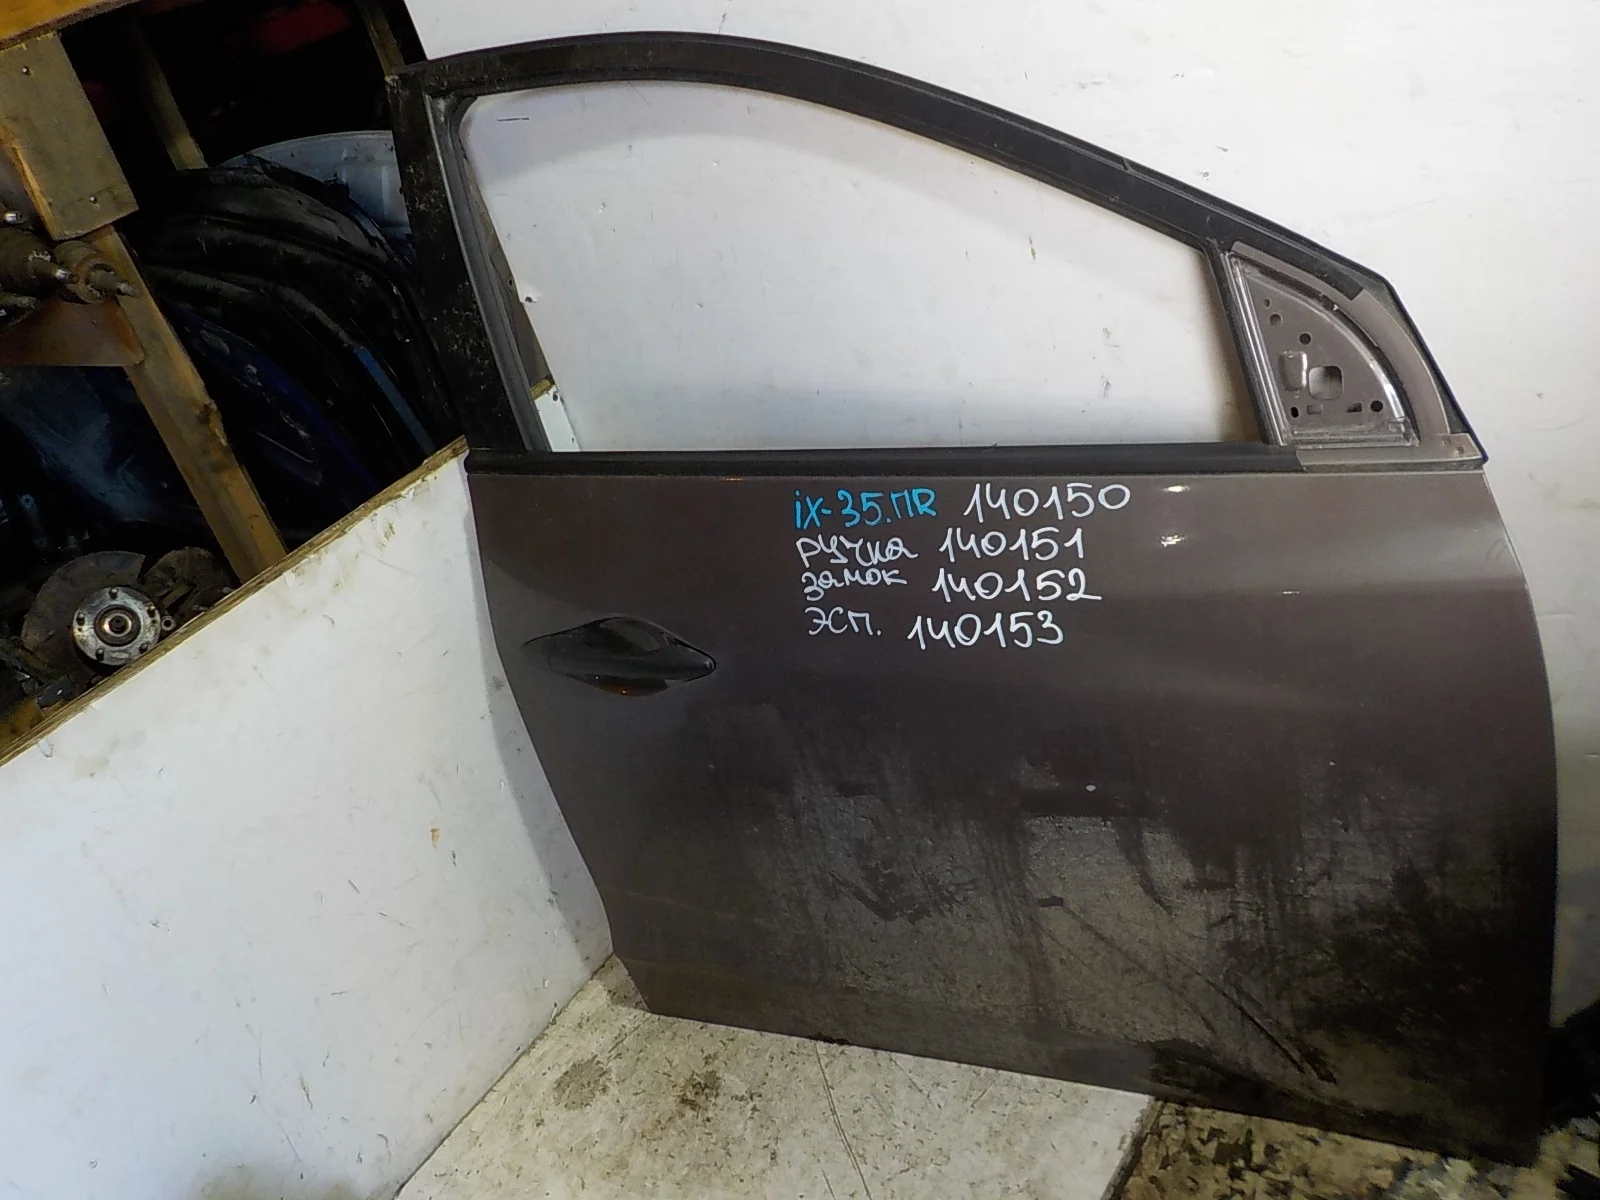 iX-35.ПR 140150
ручка 140151
замок 140152
ЭСП. 140153